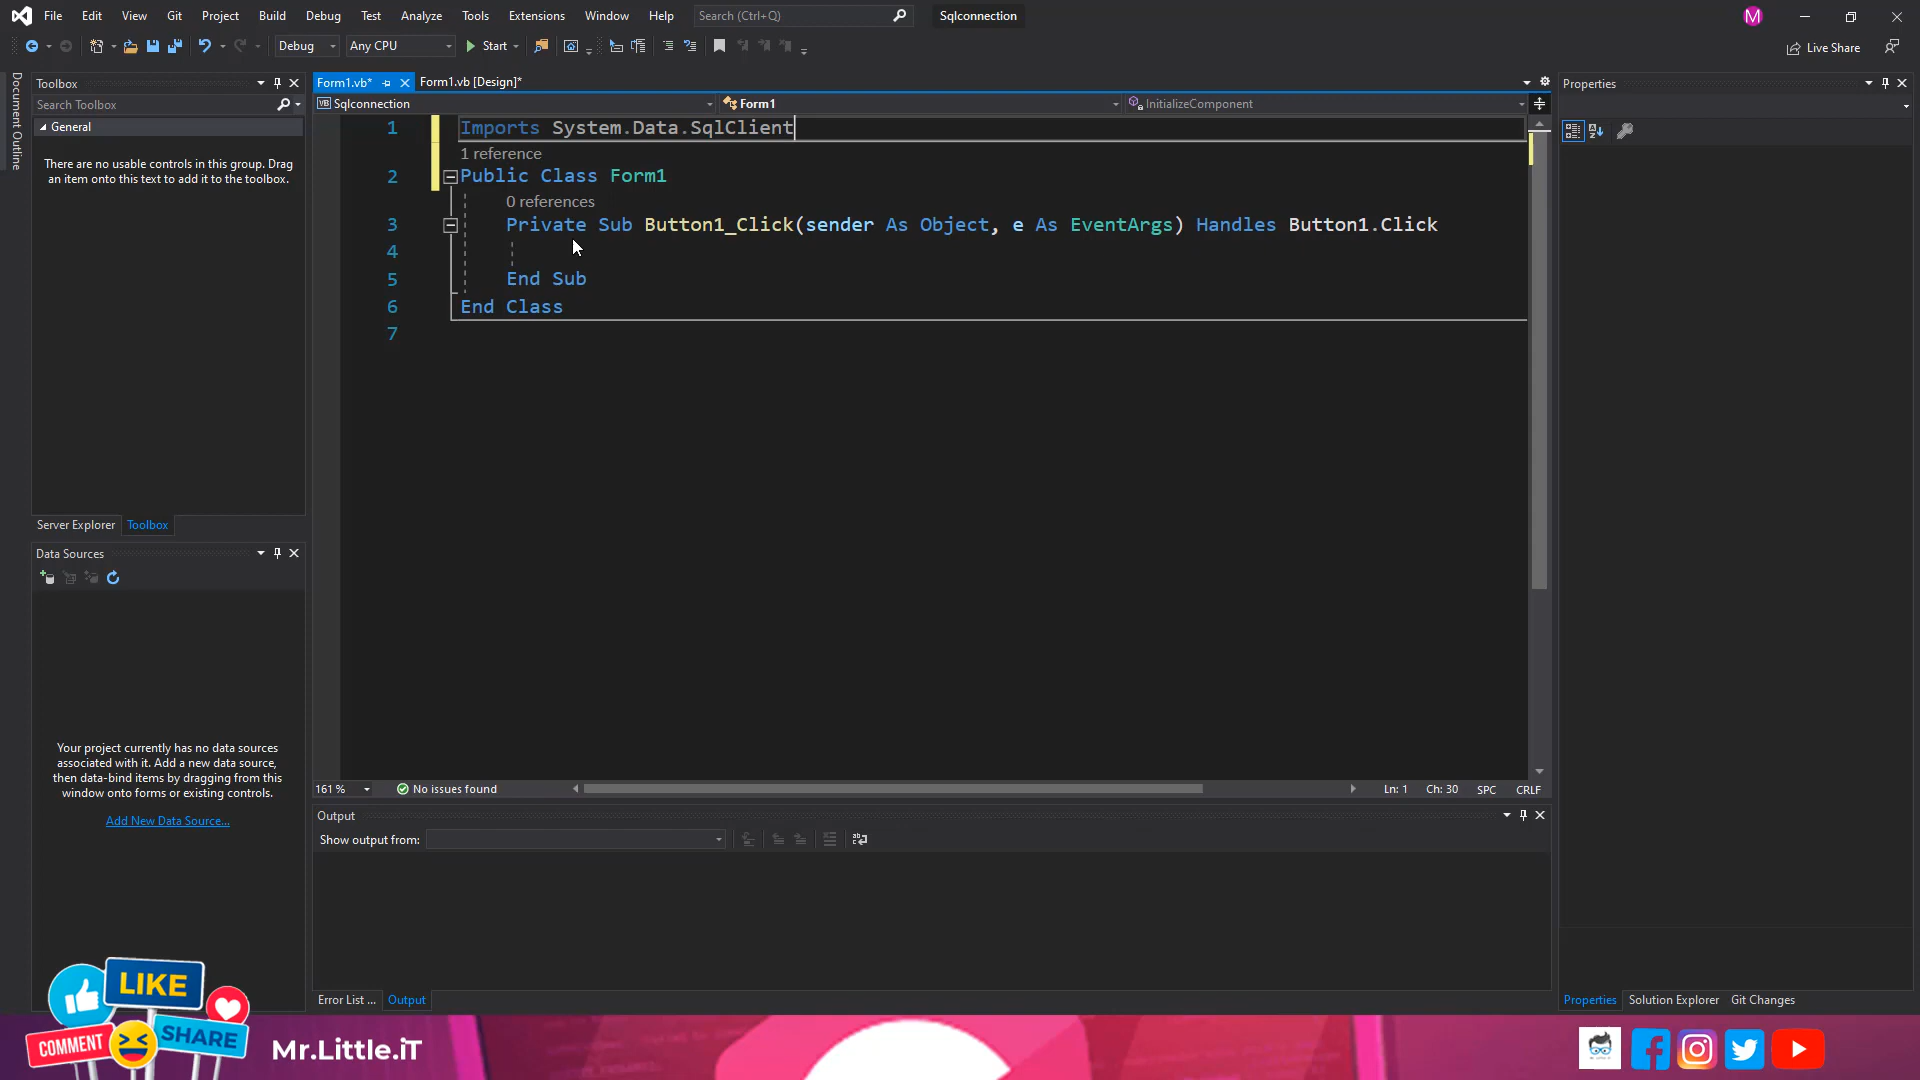 File Edit View Git Project Build Debug Test Analyze Tools Extensions Window Help Search (Ctrl+Q) Sqlconnection M
Debug Any CPU Start Live Share
Document Outline
Toolbox
Search Toolbox
General
There are no usable controls in this group. Drag
an item onto this text to add it to the toolbox.
Server Explorer Toolbox
Data Sources
Your project currently has no data sources
associated with it. Add a new data source,
then data-bind items by dragging from this
window onto forms or existing controls.
Add New Data Source...
Form1.vb* Form1.vb [Design]*
VB Sqlconnection Form1 InitializeComponent
1 Imports System.Data.SqlClient
1 reference
2 Public Class Form1
0 references
3 Private Sub Button1_Click(sender As Object, e As EventArgs) Handles Button1.Click
4
5 End Sub
6 End Class
7
161 % No issues found Ln: 1 Ch: 30 SPC CRLF
Output
Show output from:
Error List ... Output
Properties
Properties Solution Explorer Git Changes
LIKE
COMMENT
SHARE
Mr.Little.iT